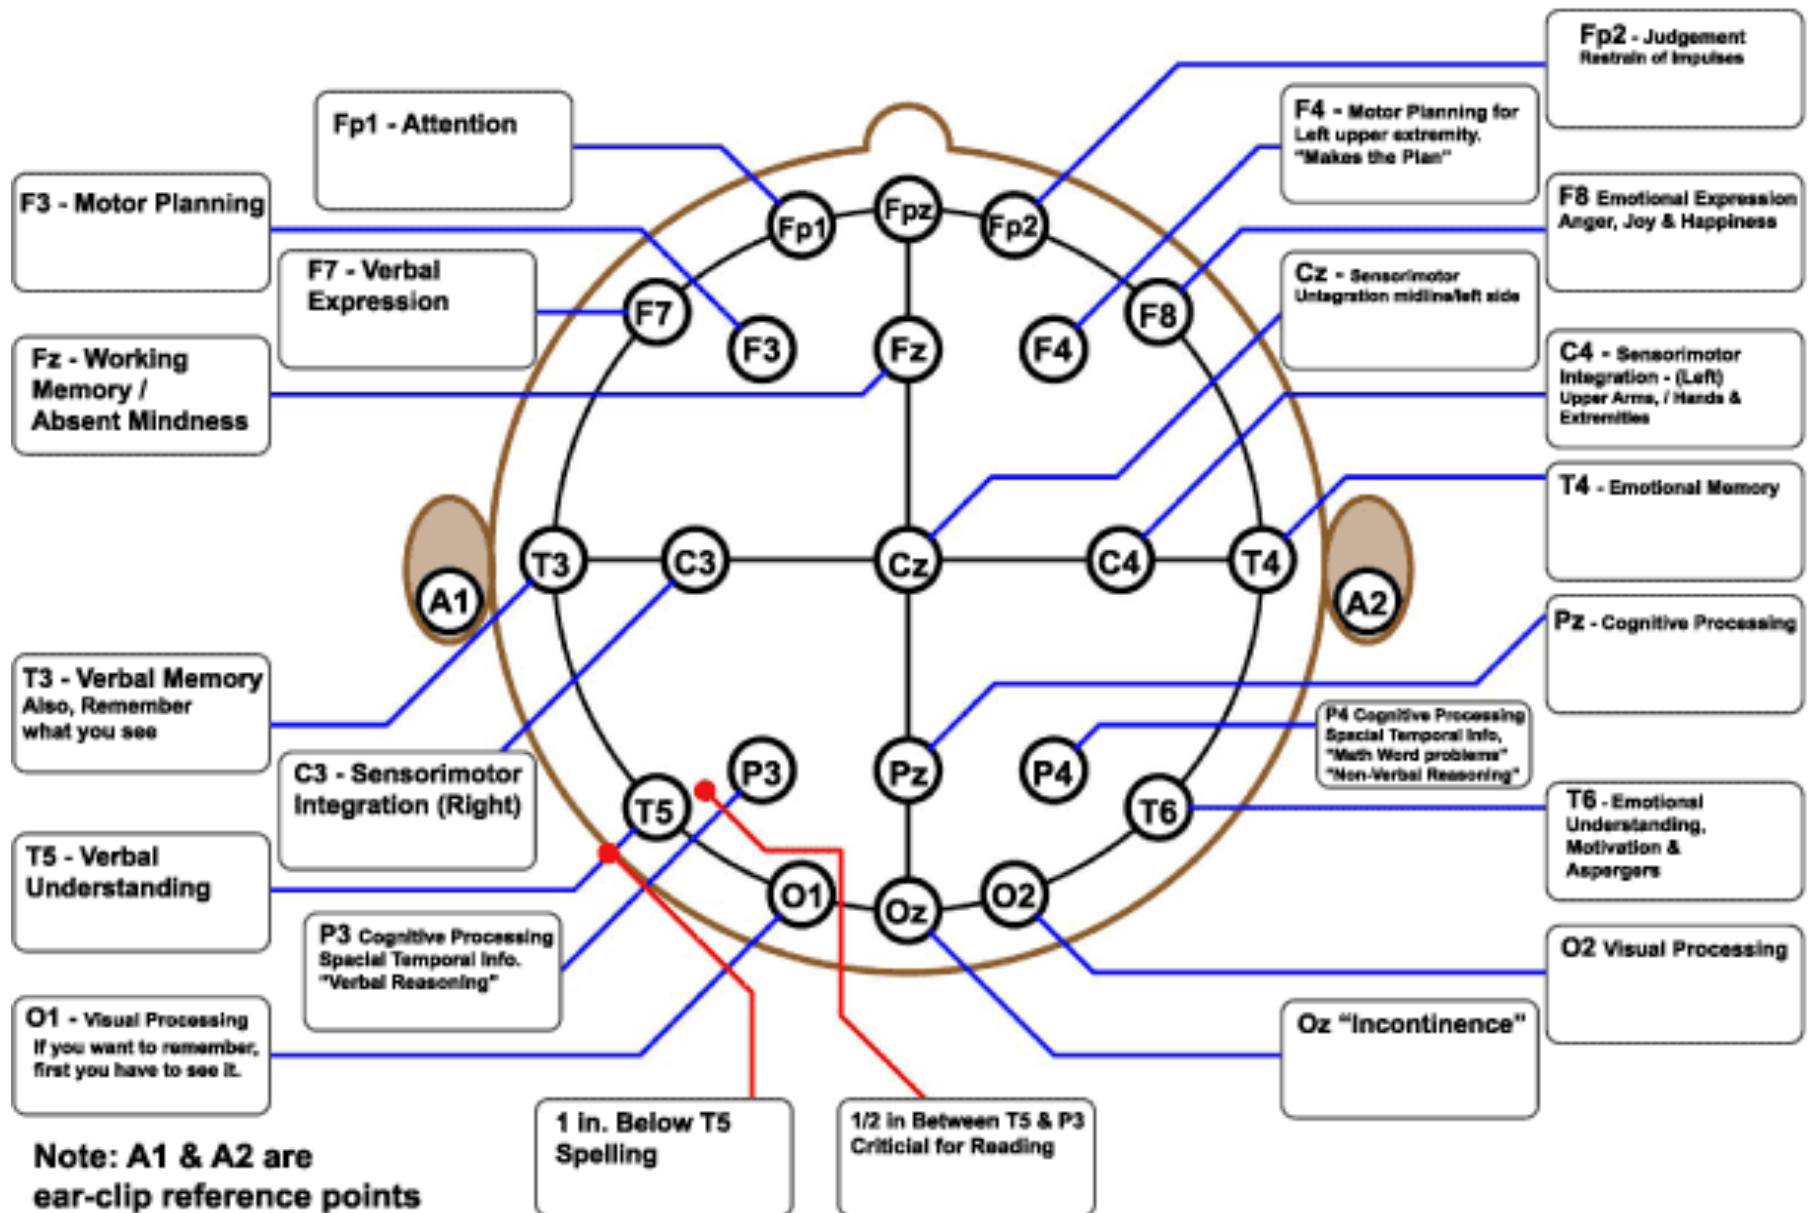 Fp1 - Attention
F3 - Motor Planning
F7 - Verbal
Expression
Fz - Working
Memory /
Absent Mindness
T3 - Verbal Memory
Also, Remember
what you see
C3 - Sensorimotor
Integration (Right)
T5 - Verbal
Understanding
P3 Cognitive Processing
Spacial Temporal Info.
"Verbal Reasoning"
O1 - Visual Processing
If you want to remember,
first you have to see it.
Note: A1 & A2 are
ear-clip reference points
1 in. Below T5
Spelling
1/2 in Between T5 & P3
Criticial for Reading
Fp1
Fpz
Fp2
F7
F3
Fz
F4
F8
A1
T3
C3
Cz
C4
T4
A2
T5
P3
Pz
P4
T6
O1
Oz
O2
Fp2 - Judgement
Restrain of Impulses
F4 - Motor Planning for
Left upper extremity.
"Makes the Plan"
F8 Emotional Expression
Anger, Joy & Happiness
Cz - Sensorimotor
Untegration midline/left side
C4 - Sensorimotor
Integration - (Left)
Upper Arms, / Hands &
Extremities
T4 - Emotional Memory
Pz - Cognitive Processing
P4 Cognitive Processing
Spacial Temporal Info,
"Math Word problems"
"Non-Verbal Reasoning"
T6 - Emotional
Understanding,
Motivation &
Aspergers
O2 Visual Processing
Oz "Incontinence"